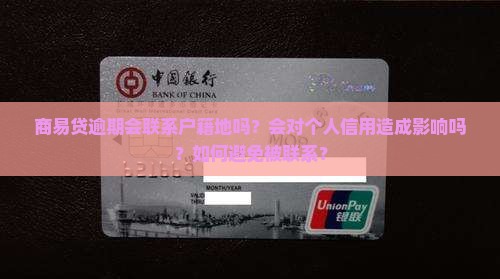 中国银行
BANK OF CHINA
商易贷逾期会联系户籍地吗？会对个人信用造成影响吗
？如何避免被联系？
621669
UnionPay
银联